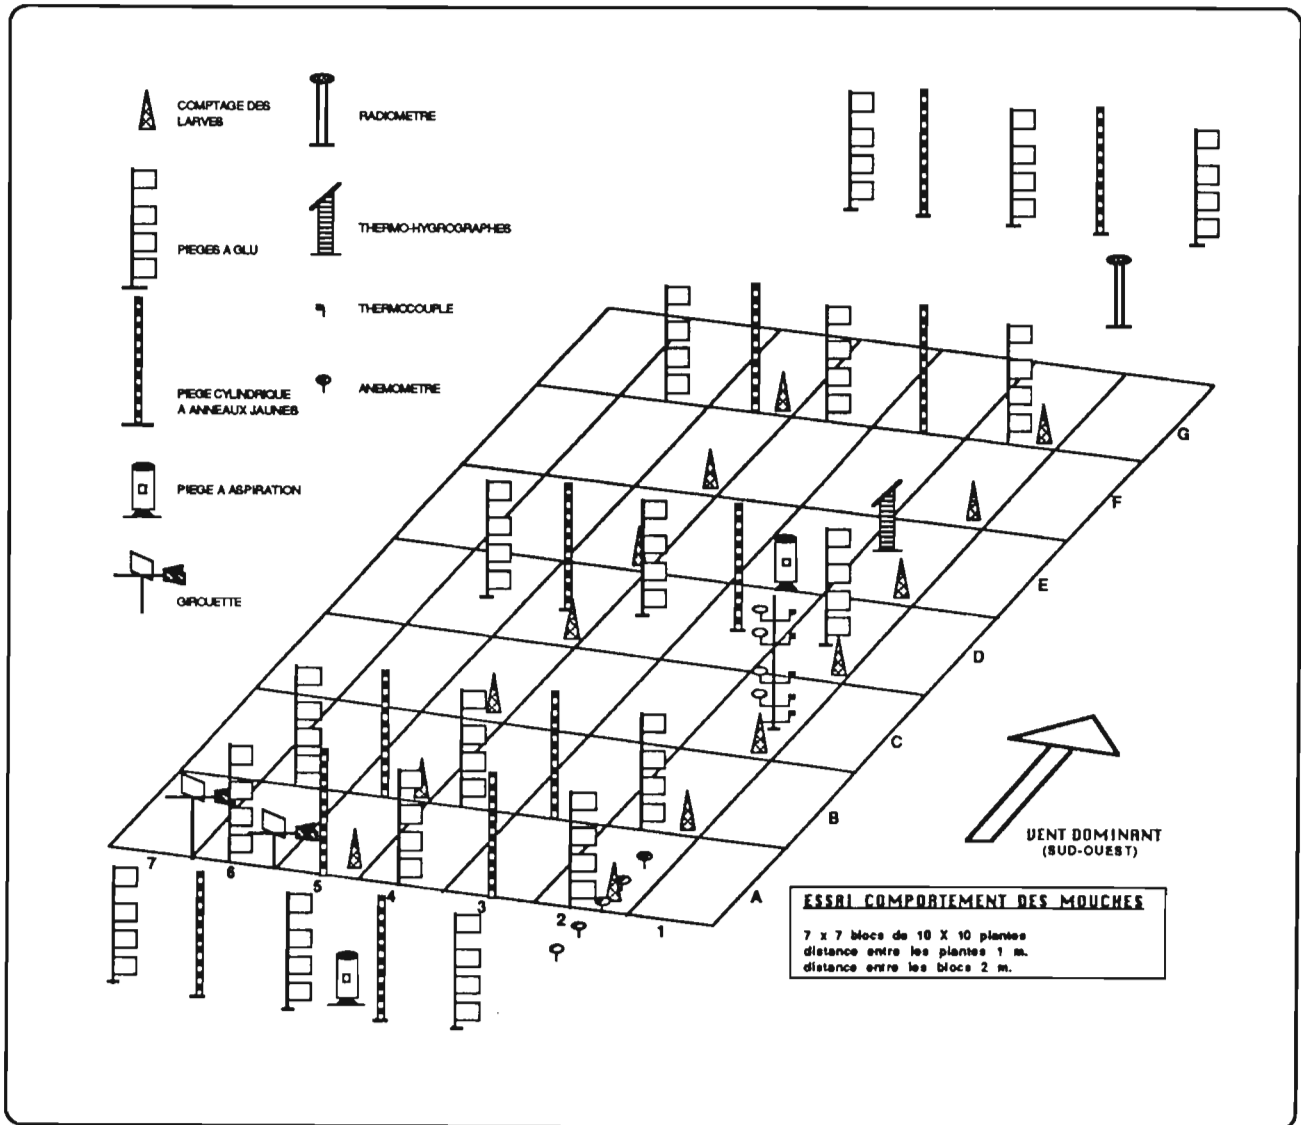 COMPTAGE DES
LARVES
RADIOMETRE
PIEGES A GLU
THERMO-HYGROGRAPHES
THERMOCOUPLE
PIEGE CYLINDRIQUE
A ANNEAUX JAUNES
ANEMOMETRE
PIEGE A ASPIRATION
GIROUETTE
G
F
E
D
C
B
A
7
6
5
4
3
2
1
VENT DOMINANT
(SUD-OUEST)
ESSAI COMPORTEMENT DES MOUCHES
7 x 7 blocs de 10 X 10 plantes
distance entre les plantes 1 m.
distance entre les blocs 2 m.